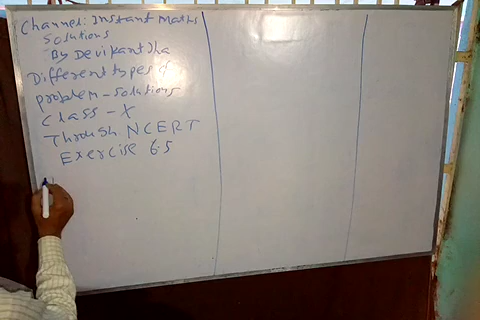 Channel: Instant Maths
Solutions
By Devikant Jha
Different types of
problem - solutions
Class - X
Through NCERT
Exercise 6.5